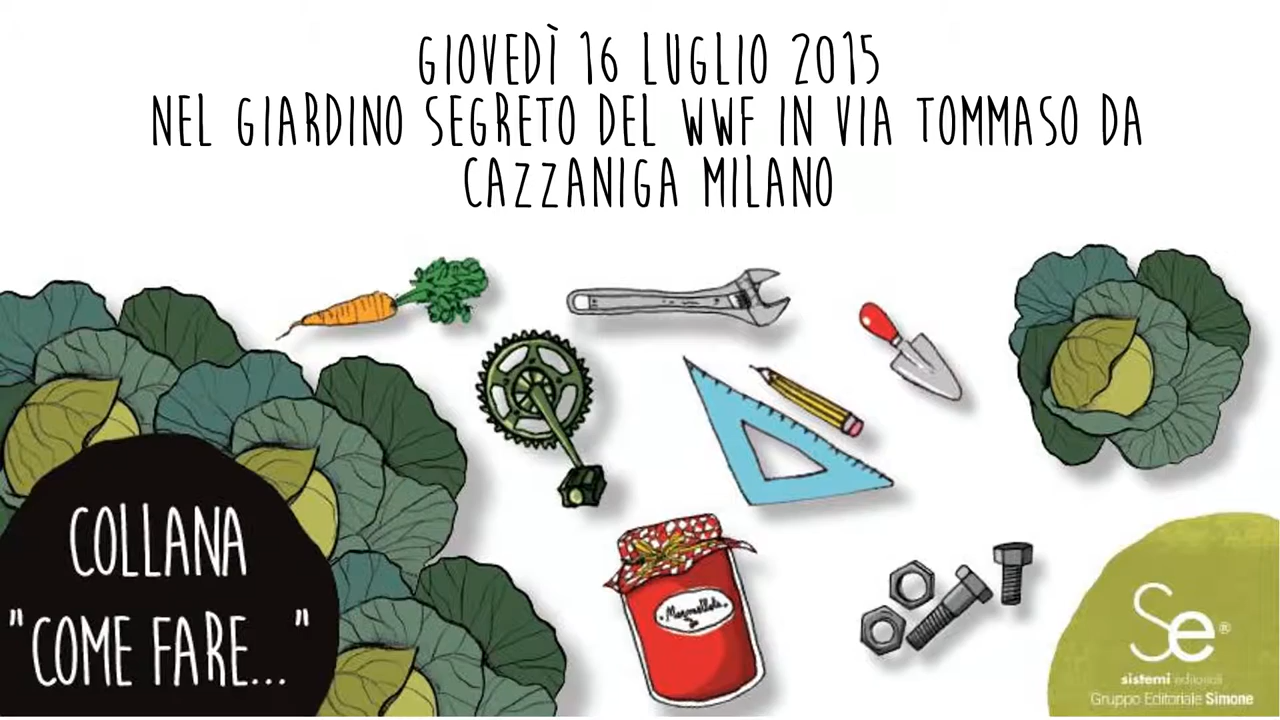 GIOVEDÌ 16 LUGLIO 2015
NEL GIARDINO SEGRETO DEL WWF IN VIA TOMMASO DA
CAZZANIGA MILANO
COLLANA
"COME FARE... "
Marmellata
Se®
sistemi editoriali
Gruppo Editoriale Simone